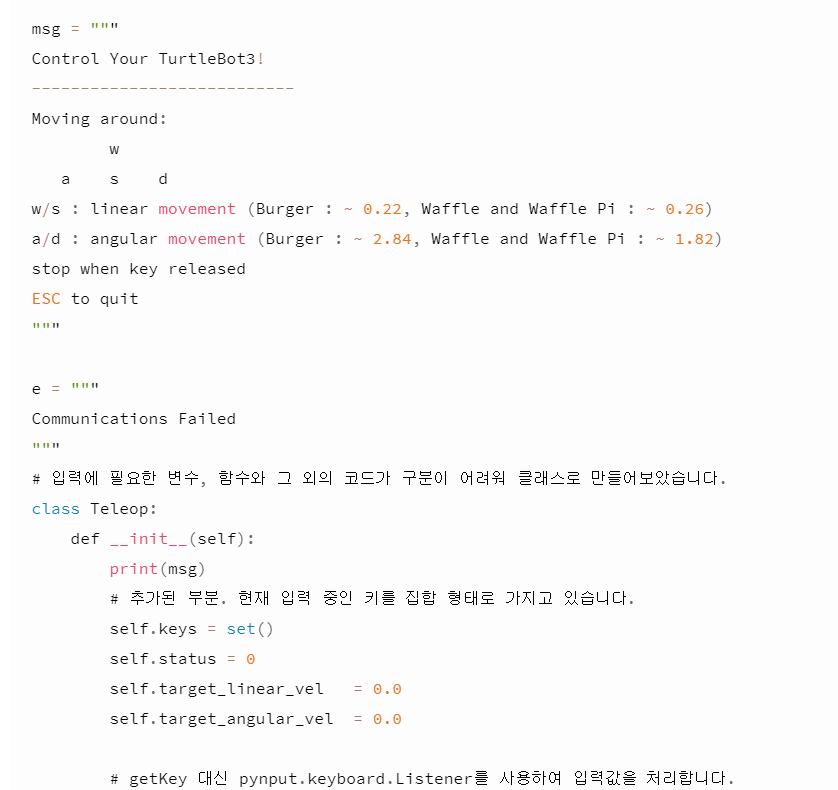 msg = """
Control Your TurtleBot3!
---------------------------
Moving around:
        w
   a    s    d
w/s : linear movement (Burger : ~ 0.22, Waffle and Waffle Pi : ~ 0.26)
a/d : angular movement (Burger : ~ 2.84, Waffle and Waffle Pi : ~ 1.82)
stop when key released
ESC to quit
"""

e = """
Communications Failed
"""
# 입력에 필요한 변수, 함수와 그 외의 코드가 구분이 어려워 클래스로 만들어보았습니다.
class Teleop:
    def __init__(self):
        print(msg)
        # 추가된 부분. 현재 입력 중인 키를 집합 형태로 가지고 있습니다.
        self.keys = set()
        self.status = 0
        self.target_linear_vel   = 0.0
        self.target_angular_vel  = 0.0

        # getKey 대신 pynput.keyboard.Listener를 사용하여 입력값을 처리합니다.